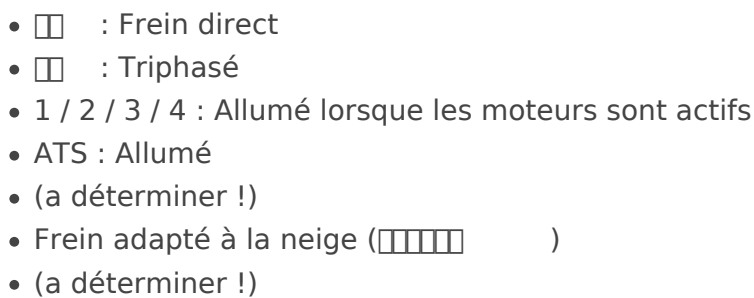 • : Frein direct
• : Triphasé
• 1 / 2 / 3 / 4 : Allumé lorsque les moteurs sont actifs
• ATS : Allumé
• (a déterminer !)
• Frein adapté à la neige ( )
• (a déterminer !)